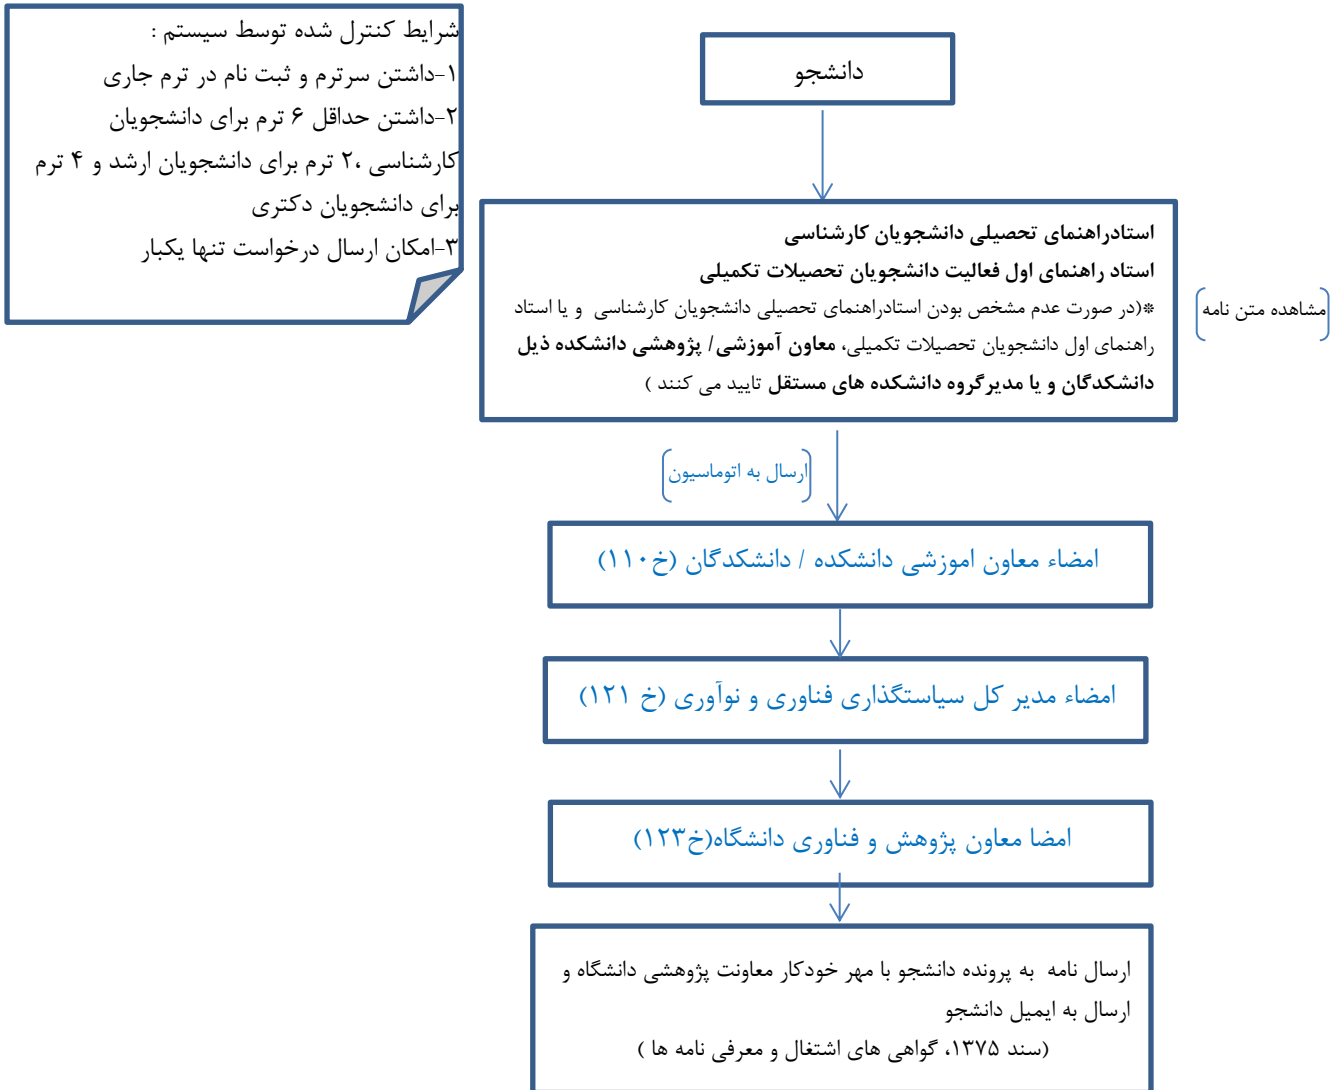 شرایط کنترل شده توسط سیستم :
۱-داشتن سرترم و ثبت نام در ترم جاری
۲-داشتن حداقل ۶ ترم برای دانشجویان
کارشناسی ،۲ ترم برای دانشجویان ارشد و ۴ ترم
برای دانشجویان دکتری
۳-امکان ارسال درخواست تنها یکبار
دانشجو
استادراهنمای تحصیلی دانشجویان کارشناسی
استاد راهنمای اول فعالیت دانشجویان تحصیلات تکمیلی
*(در صورت عدم مشخص بودن استادراهنمای تحصیلی دانشجویان کارشناسی و یا استاد
راهنمای اول دانشجویان تحصیلات تکمیلی، معاون آموزشی/ پژوهشی دانشکده ذیل
دانشکدگان و یا مدیرگروه دانشکده های مستقل تایید می کنند )
مشاهده متن نامه
ارسال به اتوماسیون
امضاء معاون اموزشی دانشکده / دانشکدگان (خ۱۱۰)
امضاء مدیر کل سیاستگذاری فناوری و نوآوری (خ ۱۲۱)
امضا معاون پژوهش و فناوری دانشگاه(خ۱۲۳)
ارسال نامه به پرونده دانشجو با مهر خودکار معاونت پژوهشی دانشگاه و
ارسال به ایمیل دانشجو
(سند ۱۳۷۵، گواهی های اشتغال و معرفی نامه ها )